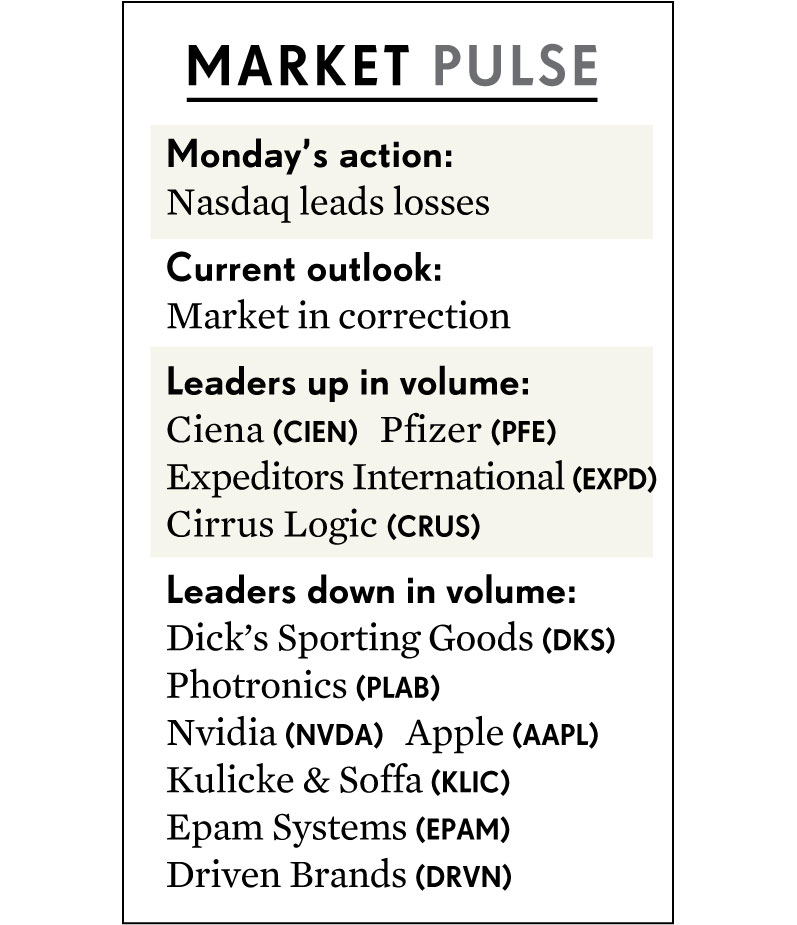 MARKET PULSE
Monday’s action:
Nasdaq leads losses
Current outlook:
Market in correction
Leaders up in volume:
Ciena (CIEN) Pfizer (PFE)
Expeditors International (EXPD)
Cirrus Logic (CRUS)
Leaders down in volume:
Dick’s Sporting Goods (DKS)
Photronics (PLAB)
Nvidia (NVDA) Apple (AAPL)
Kulicke & Soffa (KLIC)
Epam Systems (EPAM)
Driven Brands (DRVN)